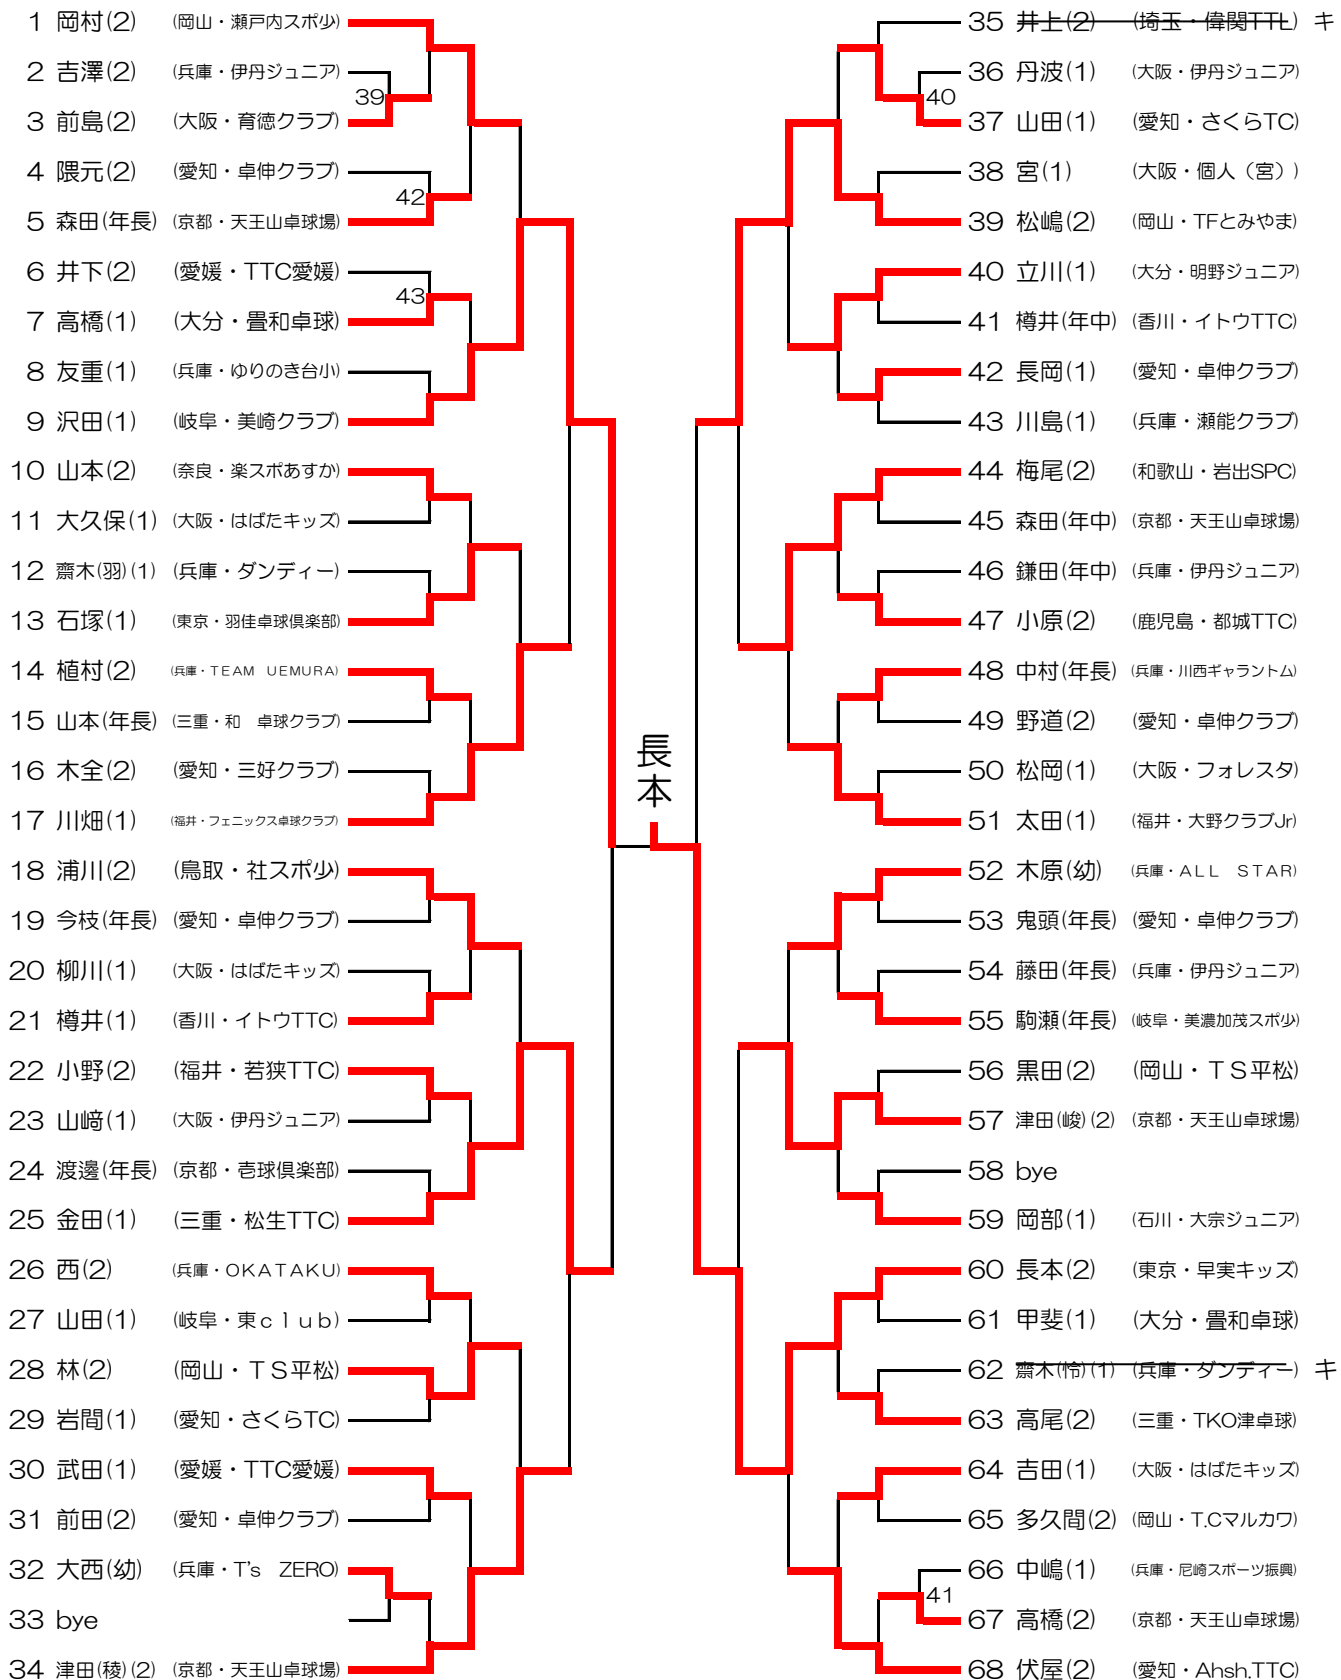 1 岡村(2) (岡山・瀬戸内スポ少)
2 吉澤(2) (兵庫・伊丹ジュニア)
39
3 前島(2) (大阪・育徳クラブ)
4 隈元(2) (愛知・卓伸クラブ)
42
5 森田(年長) (京都・天王山卓球場)
6 井下(2) (愛媛・TTC愛媛)
43
7 高橋(1) (大分・畳和卓球)
8 友重(1) (兵庫・ゆりのき台小)
9 沢田(1) (岐阜・美崎クラブ)
10 山本(2) (奈良・楽スポあすか)
11 大久保(1) (大阪・はばたキッズ)
12 齋木(羽)(1) (兵庫・ダンディー)
13 石塚(1) (東京・羽佳卓球倶楽部)
14 植村(2) (兵庫・TEAM UEMURA)
15 山本(年長) (三重・和 卓球クラブ)
16 木全(2) (愛知・三好クラブ)
17 川畑(1) (福井・フェニックス卓球クラブ)
18 浦川(2) (鳥取・社スポ少)
19 今枝(年長) (愛知・卓伸クラブ)
20 柳川(1) (大阪・はばたキッズ)
21 樽井(1) (香川・イトウTTC)
22 小野(2) (福井・若狭TTC)
23 山﨑(1) (大阪・伊丹ジュニア)
24 渡邊(年長) (京都・壱球倶楽部)
25 金田(1) (三重・松生TTC)
26 西(2) (兵庫・OKATAKU)
27 山田(1) (岐阜・東ｃｌｕｂ)
28 林(2) (岡山・ＴＳ平松)
29 岩間(1) (愛知・さくらTC)
30 武田(1) (愛媛・TTC愛媛)
31 前田(2) (愛知・卓伸クラブ)
32 大西(幼) (兵庫・T's ZERO)
33 bye
34 津田(稜)(2) (京都・天王山卓球場)
長本
35 井上(2) (埼玉・偉関TTL) キ
36 丹波(1) (大阪・伊丹ジュニア)
40
37 山田(1) (愛知・さくらTC)
38 宮(1) (大阪・個人（宮）)
39 松嶋(2) (岡山・TFとみやま)
40 立川(1) (大分・明野ジュニア)
41 樽井(年中) (香川・イトウTTC)
42 長岡(1) (愛知・卓伸クラブ)
43 川島(1) (兵庫・瀬能クラブ)
44 梅尾(2) (和歌山・岩出SPC)
45 森田(年中) (京都・天王山卓球場)
46 鎌田(年中) (兵庫・伊丹ジュニア)
47 小原(2) (鹿児島・都城TTC)
48 中村(年長) (兵庫・川西ギャラントム)
49 野道(2) (愛知・卓伸クラブ)
50 松岡(1) (大阪・フォレスタ)
51 太田(1) (福井・大野クラブJr)
52 木原(幼) (兵庫・ALL STAR)
53 鬼頭(年長) (愛知・卓伸クラブ)
54 藤田(年長) (兵庫・伊丹ジュニア)
55 駒瀬(年長) (岐阜・美濃加茂スポ少)
56 黒田(2) (岡山・ＴＳ平松)
57 津田(峻)(2) (京都・天王山卓球場)
58 bye
59 岡部(1) (石川・大宗ジュニア)
60 長本(2) (東京・早実キッズ)
61 甲斐(1) (大分・畳和卓球)
62 齋木(怜)(1) (兵庫・ダンディー) キ
63 高尾(2) (三重・TKO津卓球)
64 吉田(1) (大阪・はばたキッズ)
65 多久間(2) (岡山・T.Cマルカワ)
66 中嶋(1) (兵庫・尼崎スポーツ振興)
41
67 高橋(2) (京都・天王山卓球場)
68 伏屋(2) (愛知・Ahsh.TTC)